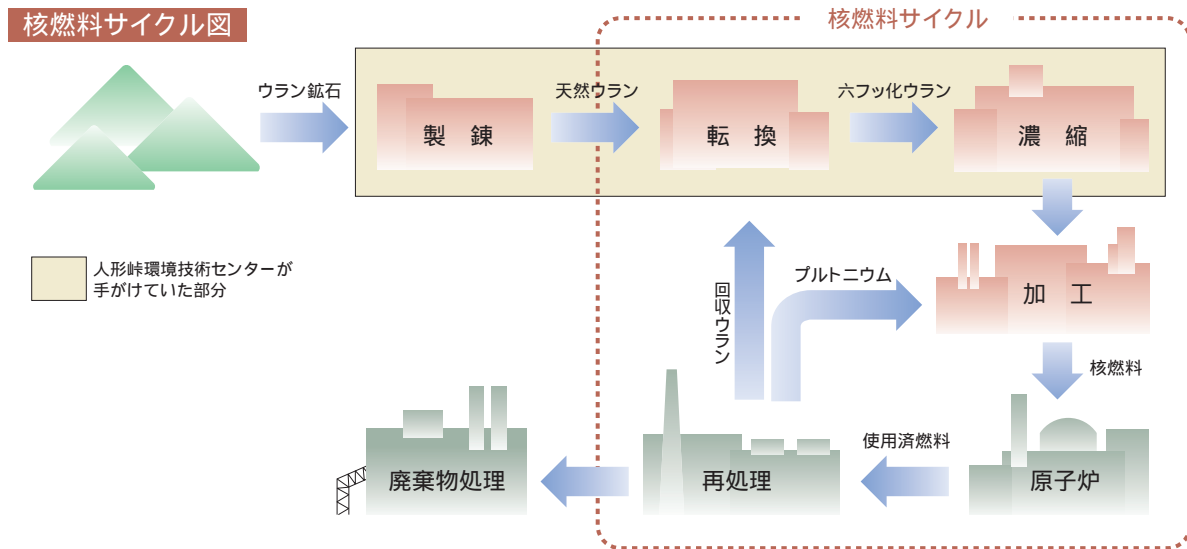 核燃料サイクル図
核燃料サイクル
ウラン鉱石
製錬
天然ウラン
転換
六フッ化ウラン
濃縮
人形峠環境技術センターが
手がけていた部分
回収ウラン
プルトニウム
加工
核燃料
廃棄物処理
再処理
使用済燃料
原子炉